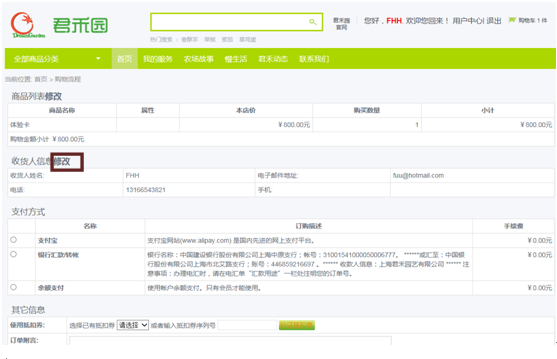 君禾园
君禾园 官网
您好，FHH, 欢迎您回来！ 用户中心| 退出
购物车 1 件
热门搜索：
全部商品分类
首页 我的服务 农场故事 慢生活 君禾动态 联系我们
当前位置: 首页 > 购物流程
商品列表修改
商品名称 属性 本店价 购买数量 小计
体验卡 ￥800.00元 1 ￥800.00元
购物金额小计 ￥800.00元
收货人信息修改
收货人姓名: FHH 电子邮件地址: fuu@hotmail.com
电话: 13166543821 手机:
支付方式
名称 订购描述 手续费
支付宝 支付宝网站(www.alipay.com) 是国内先进的网上支付平台。 ￥0.00元
银行汇款/转帐 银行名称：中国建设银行股份有限公司上海中原支行；帐号：31001541000050006777。 ******或汇至：中国银 ￥0.00元
行股份有限公司上海市北文路支行；账号：446859216697 。****** 收款人信息：上海君禾园艺有限公司 ******注
意事项：办理电汇时，请在电汇单“汇款用途”一栏处注明您的订单号。
余额支付 使用帐户余额支付。只有会员才能使用。 ￥0.00元
其它信息
使用抵扣券: 选择已有抵扣券 请选择 或者输入抵扣券序列号
订单附言: